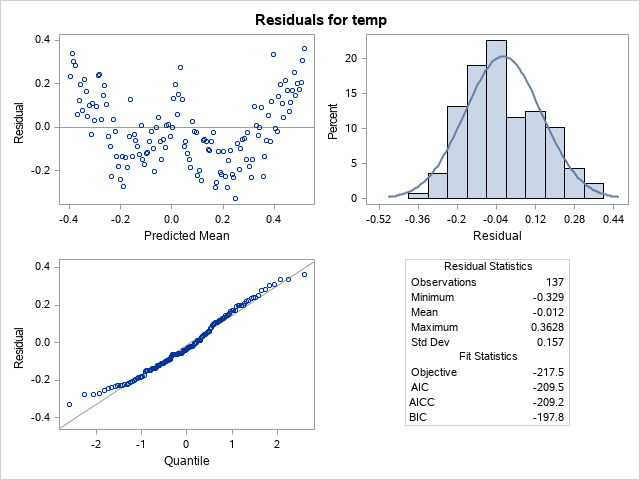 Residuals for temp
0.4
0.2
0.0
-0.2
Residual
-0.4
-0.2
0.0
0.2
0.4
Predicted Mean
20
15
10
5
0
Percent
-0.52
-0.36
-0.2
-0.04
0.12
0.28
0.44
Residual
0.4
0.2
0.0
-0.2
-0.4
Residual
-2
-1
0
1
2
Quantile
Residual Statistics
Observations 137
Minimum -0.329
Mean -0.012
Maximum 0.3628
Std Dev 0.157
Fit Statistics
Objective -217.5
AIC -209.5
AICC -209.2
BIC -197.8